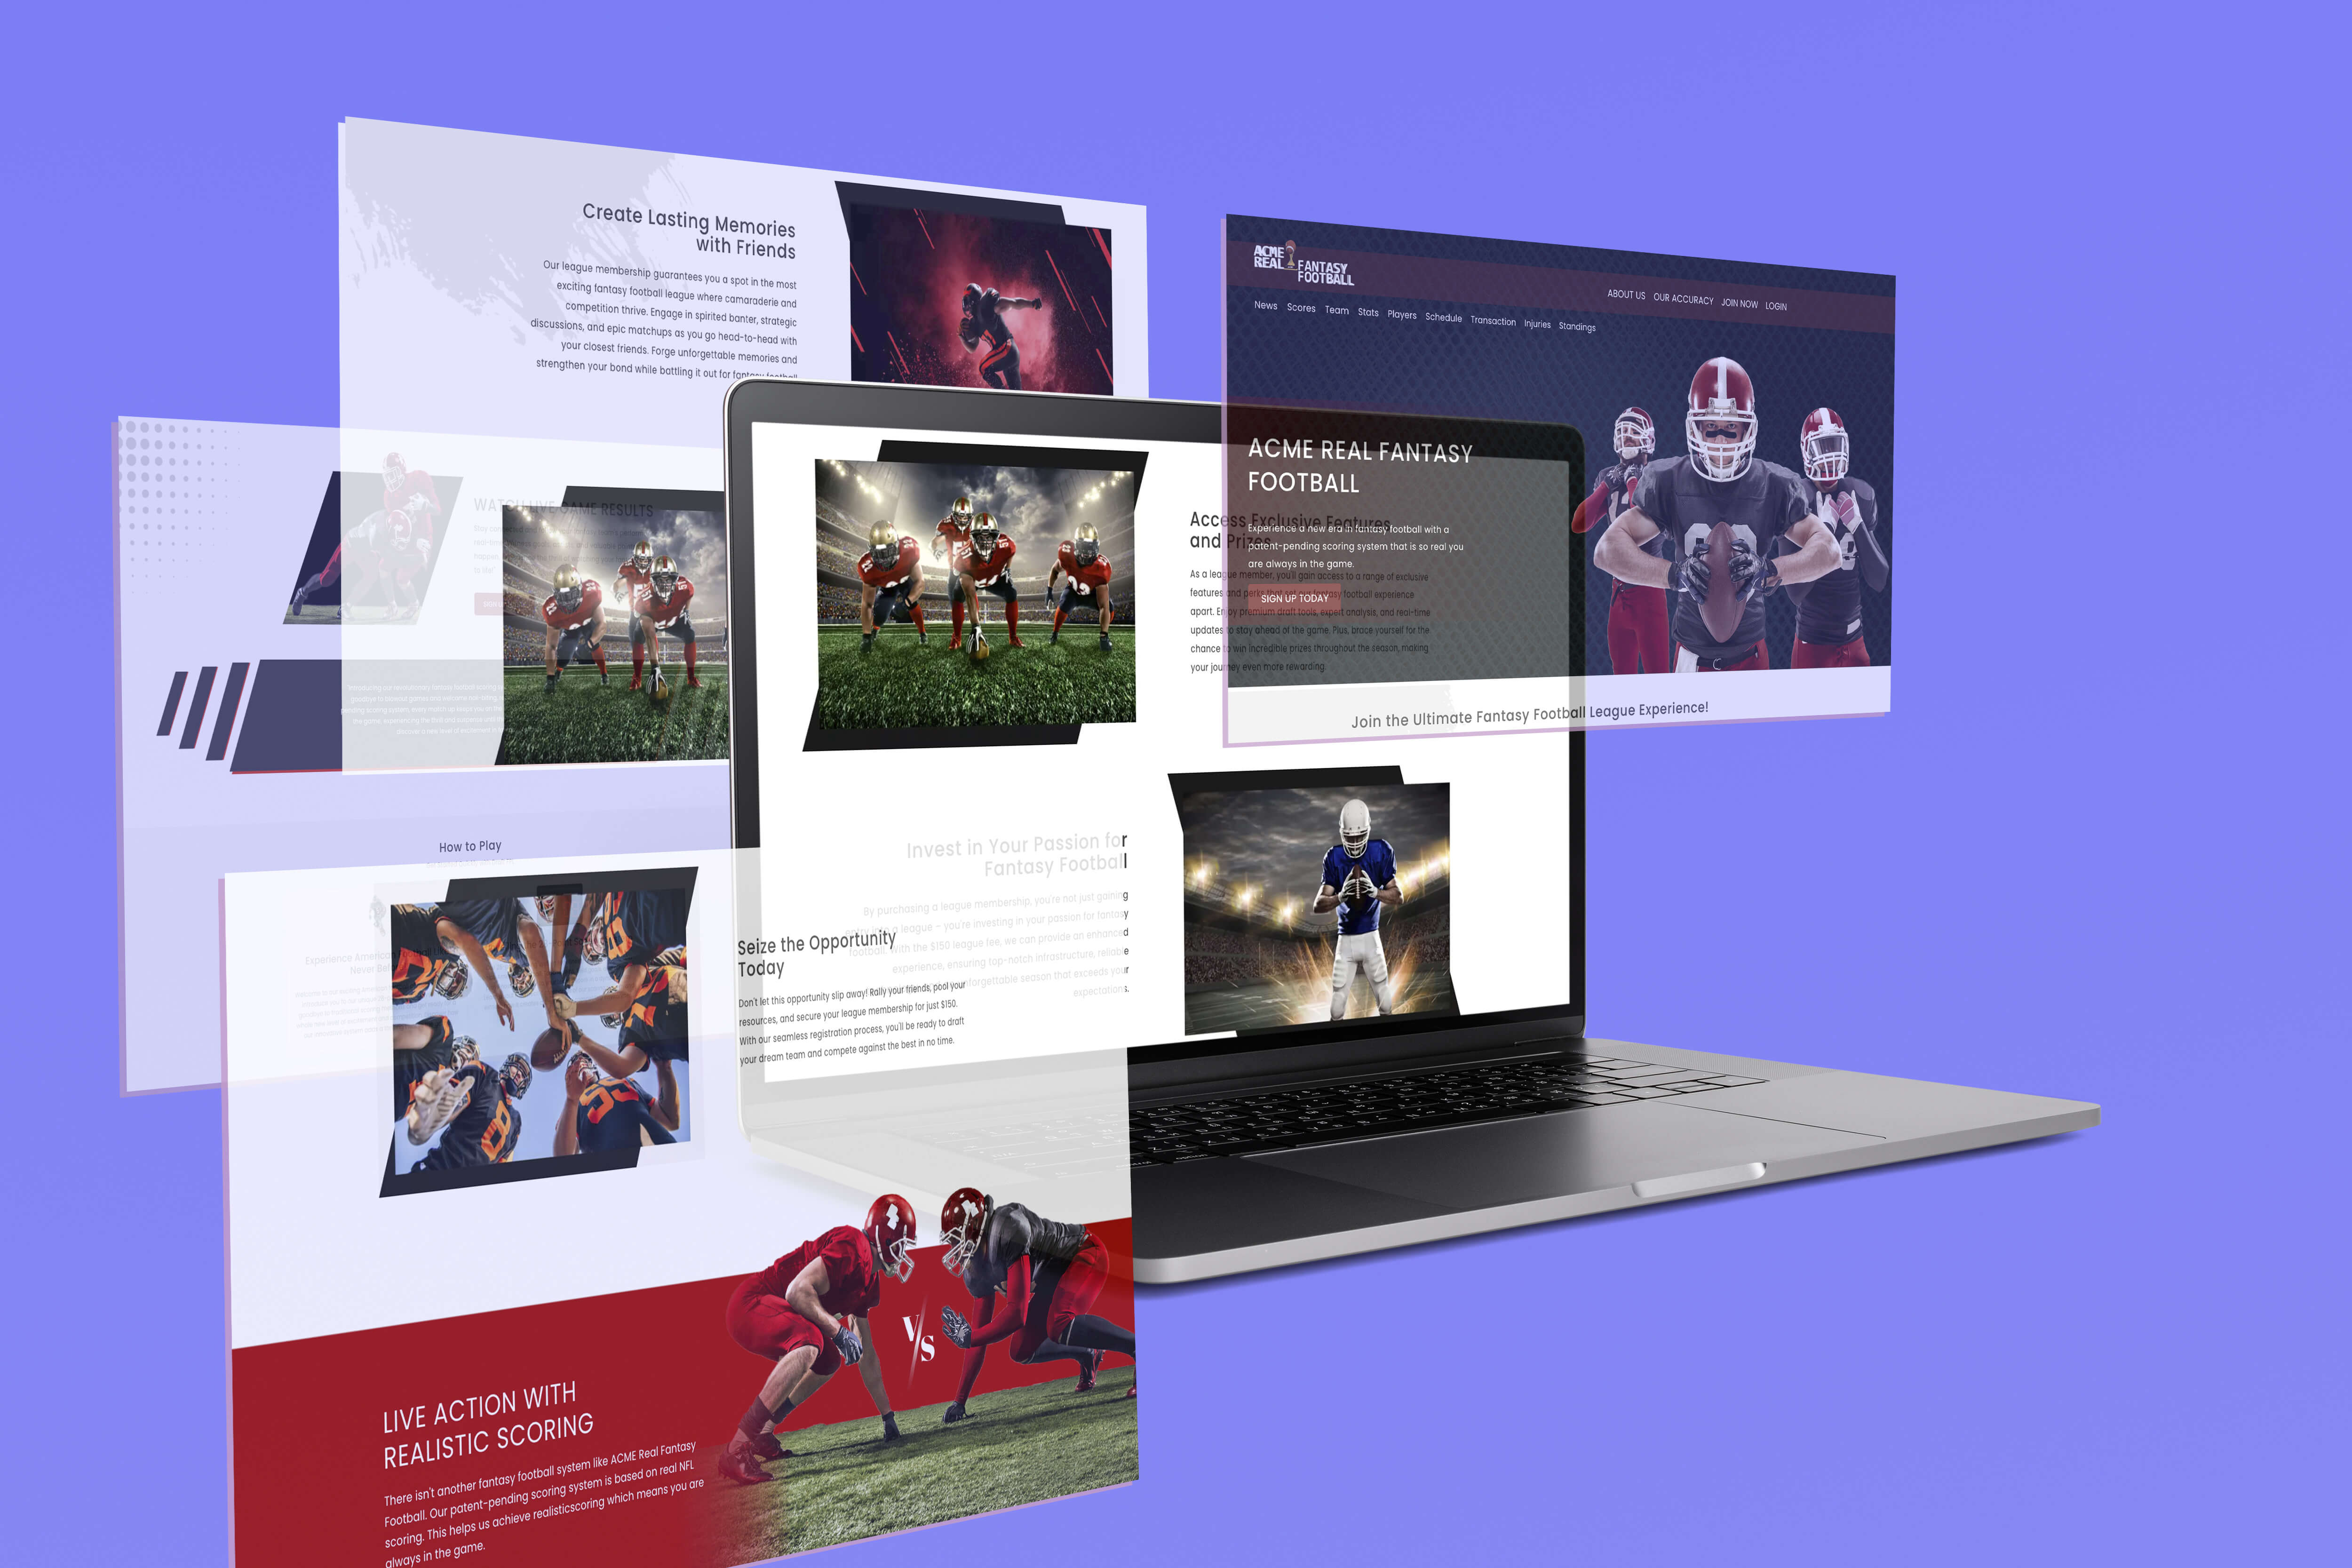 Create Lasting Memories
with Friends
Our league membership guarantees you a spot in the most
exciting fantasy football league where camaraderie and
competition thrive. Engage in spirited banter, strategic
discussions, and epic matchups as you go head-to-head with
your closest friends. Forge unforgettable memories and
strengthen your bond while battling it out for fantasy football
ACME
REAL FANTASY
FOOTBALL
ABOUT US OUR ACCURACY JOIN NOW LOGIN
News Scores Team Stats Players Schedule Transaction Injuries Standings
ACME REAL FANTASY
FOOTBALL
Experience a new era in fantasy football with a
patent-pending scoring system that is so real you
are always in the game.
SIGN UP TODAY
Join the Ultimate Fantasy Football League Experience!
WATCH LIVE GAME RESULTS
Access Exclusive Features
and Prizes
As a league member, you'll gain access to a range of exclusive
features and perks that set our fantasy football experience
apart. Enjoy premium draft tools, expert analysis, and real-time
updates to stay ahead of the game. Plus, brace yourself for the
chance to win incredible prizes throughout the season, making
your journey even more rewarding.
How to Play
Experience American Football
Never Bef
Invest in Your Passion for
Fantasy Football
By purchasing a league membership, you're not just gaining
entry into a league – you're investing in your passion for fantasy
football. With the $150 league fee, we can provide an enhanced
experience, ensuring top-notch infrastructure, reliable
unforgettable season that exceeds your
expectations.
Seize the Opportunity
Today
Don't let this opportunity slip away! Rally your friends, pool your
resources, and secure your league membership for just $150.
With our seamless registration process, you'll be ready to draft
your dream team and compete against the best in no time.
V/S
LIVE ACTION WITH
REALISTIC SCORING
There isn't another fantasy football system like ACME Real Fantasy
Football. Our patent-pending scoring system is based on real NFL
scoring. This helps us achieve realisticscoring which means you are
always in the game.